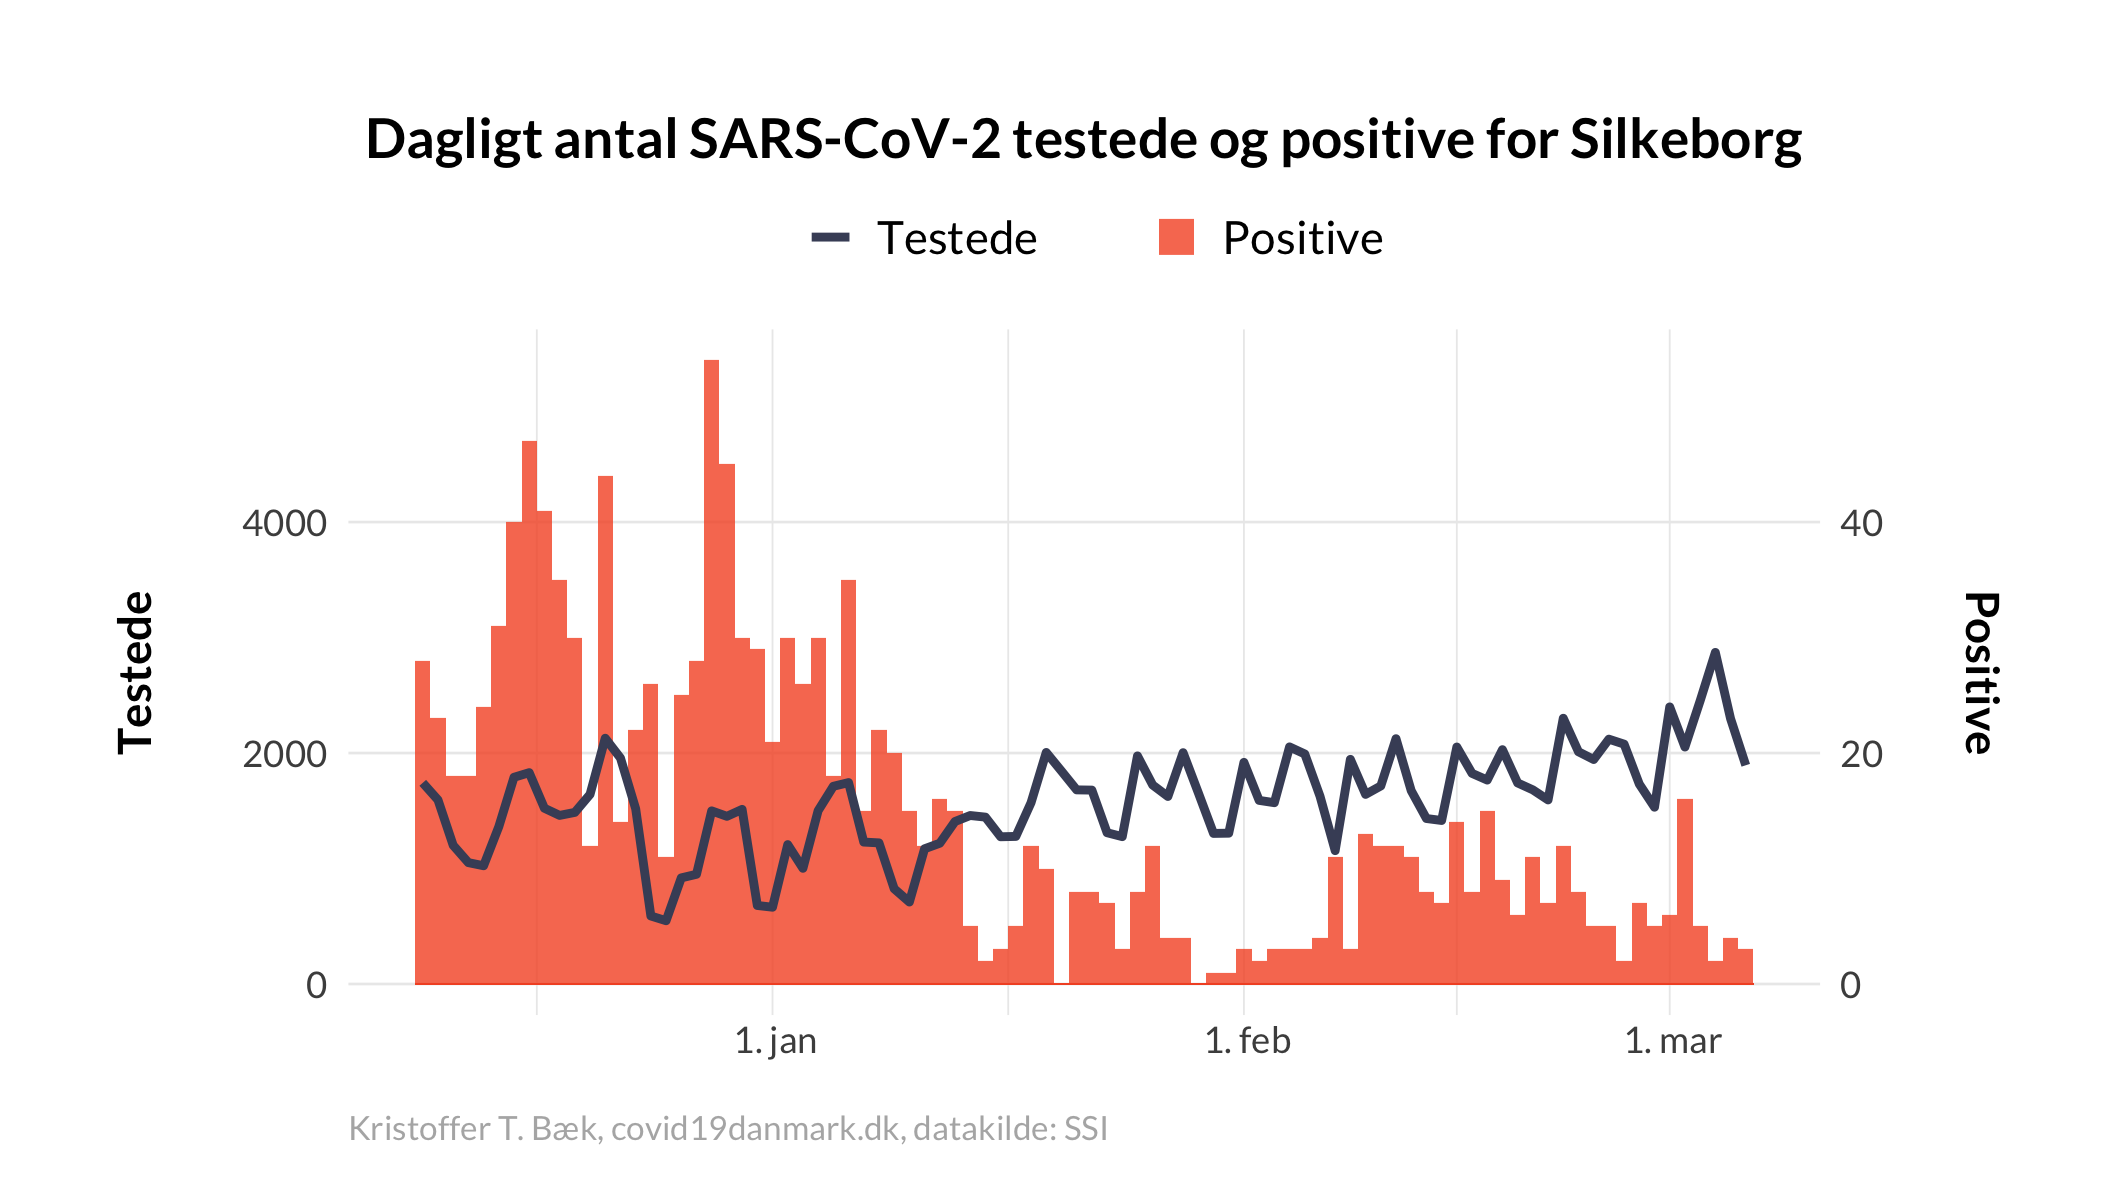 Dagligt antal SARS-CoV-2 testede og positive for Silkeborg
Testede
Positive
4000
2000
0
Testede
40
20
0
Positive
1. jan
1. feb
1. mar
Kristoffer T. Bæk, covid19danmark.dk, datakilde: SSI